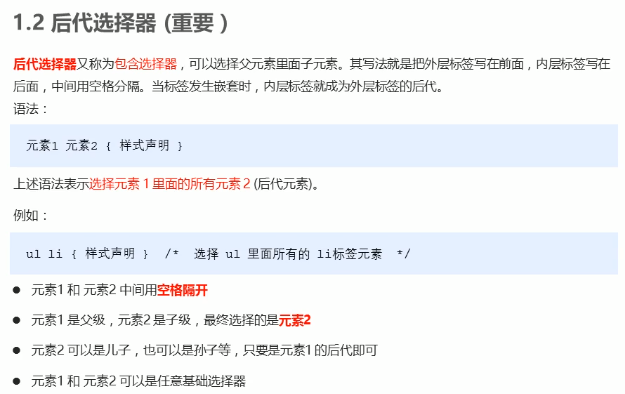 1.2 后代选择器 (重要)
后代选择器又称为包含选择器，可以选择父元素里面子元素。其写法就是把外层标签写在前面，内层标签写在
后面，中间用空格分隔。当标签发生嵌套时，内层标签就成为外层标签的后代。
语法：
元素1 元素2 { 样式声明 }
上述语法表示选择元素 1 里面的所有元素 2 (后代元素)。
例如：
ul li { 样式声明 } /* 选择 ul 里面所有的 li标签元素 */
● 元素1 和 元素2 中间用空格隔开
● 元素1 是父级，元素2 是子级，最终选择的是元素2
● 元素2 可以是儿子，也可以是孙子等，只要是元素1 的后代即可
● 元素1 和 元素2 可以是任意基础选择器